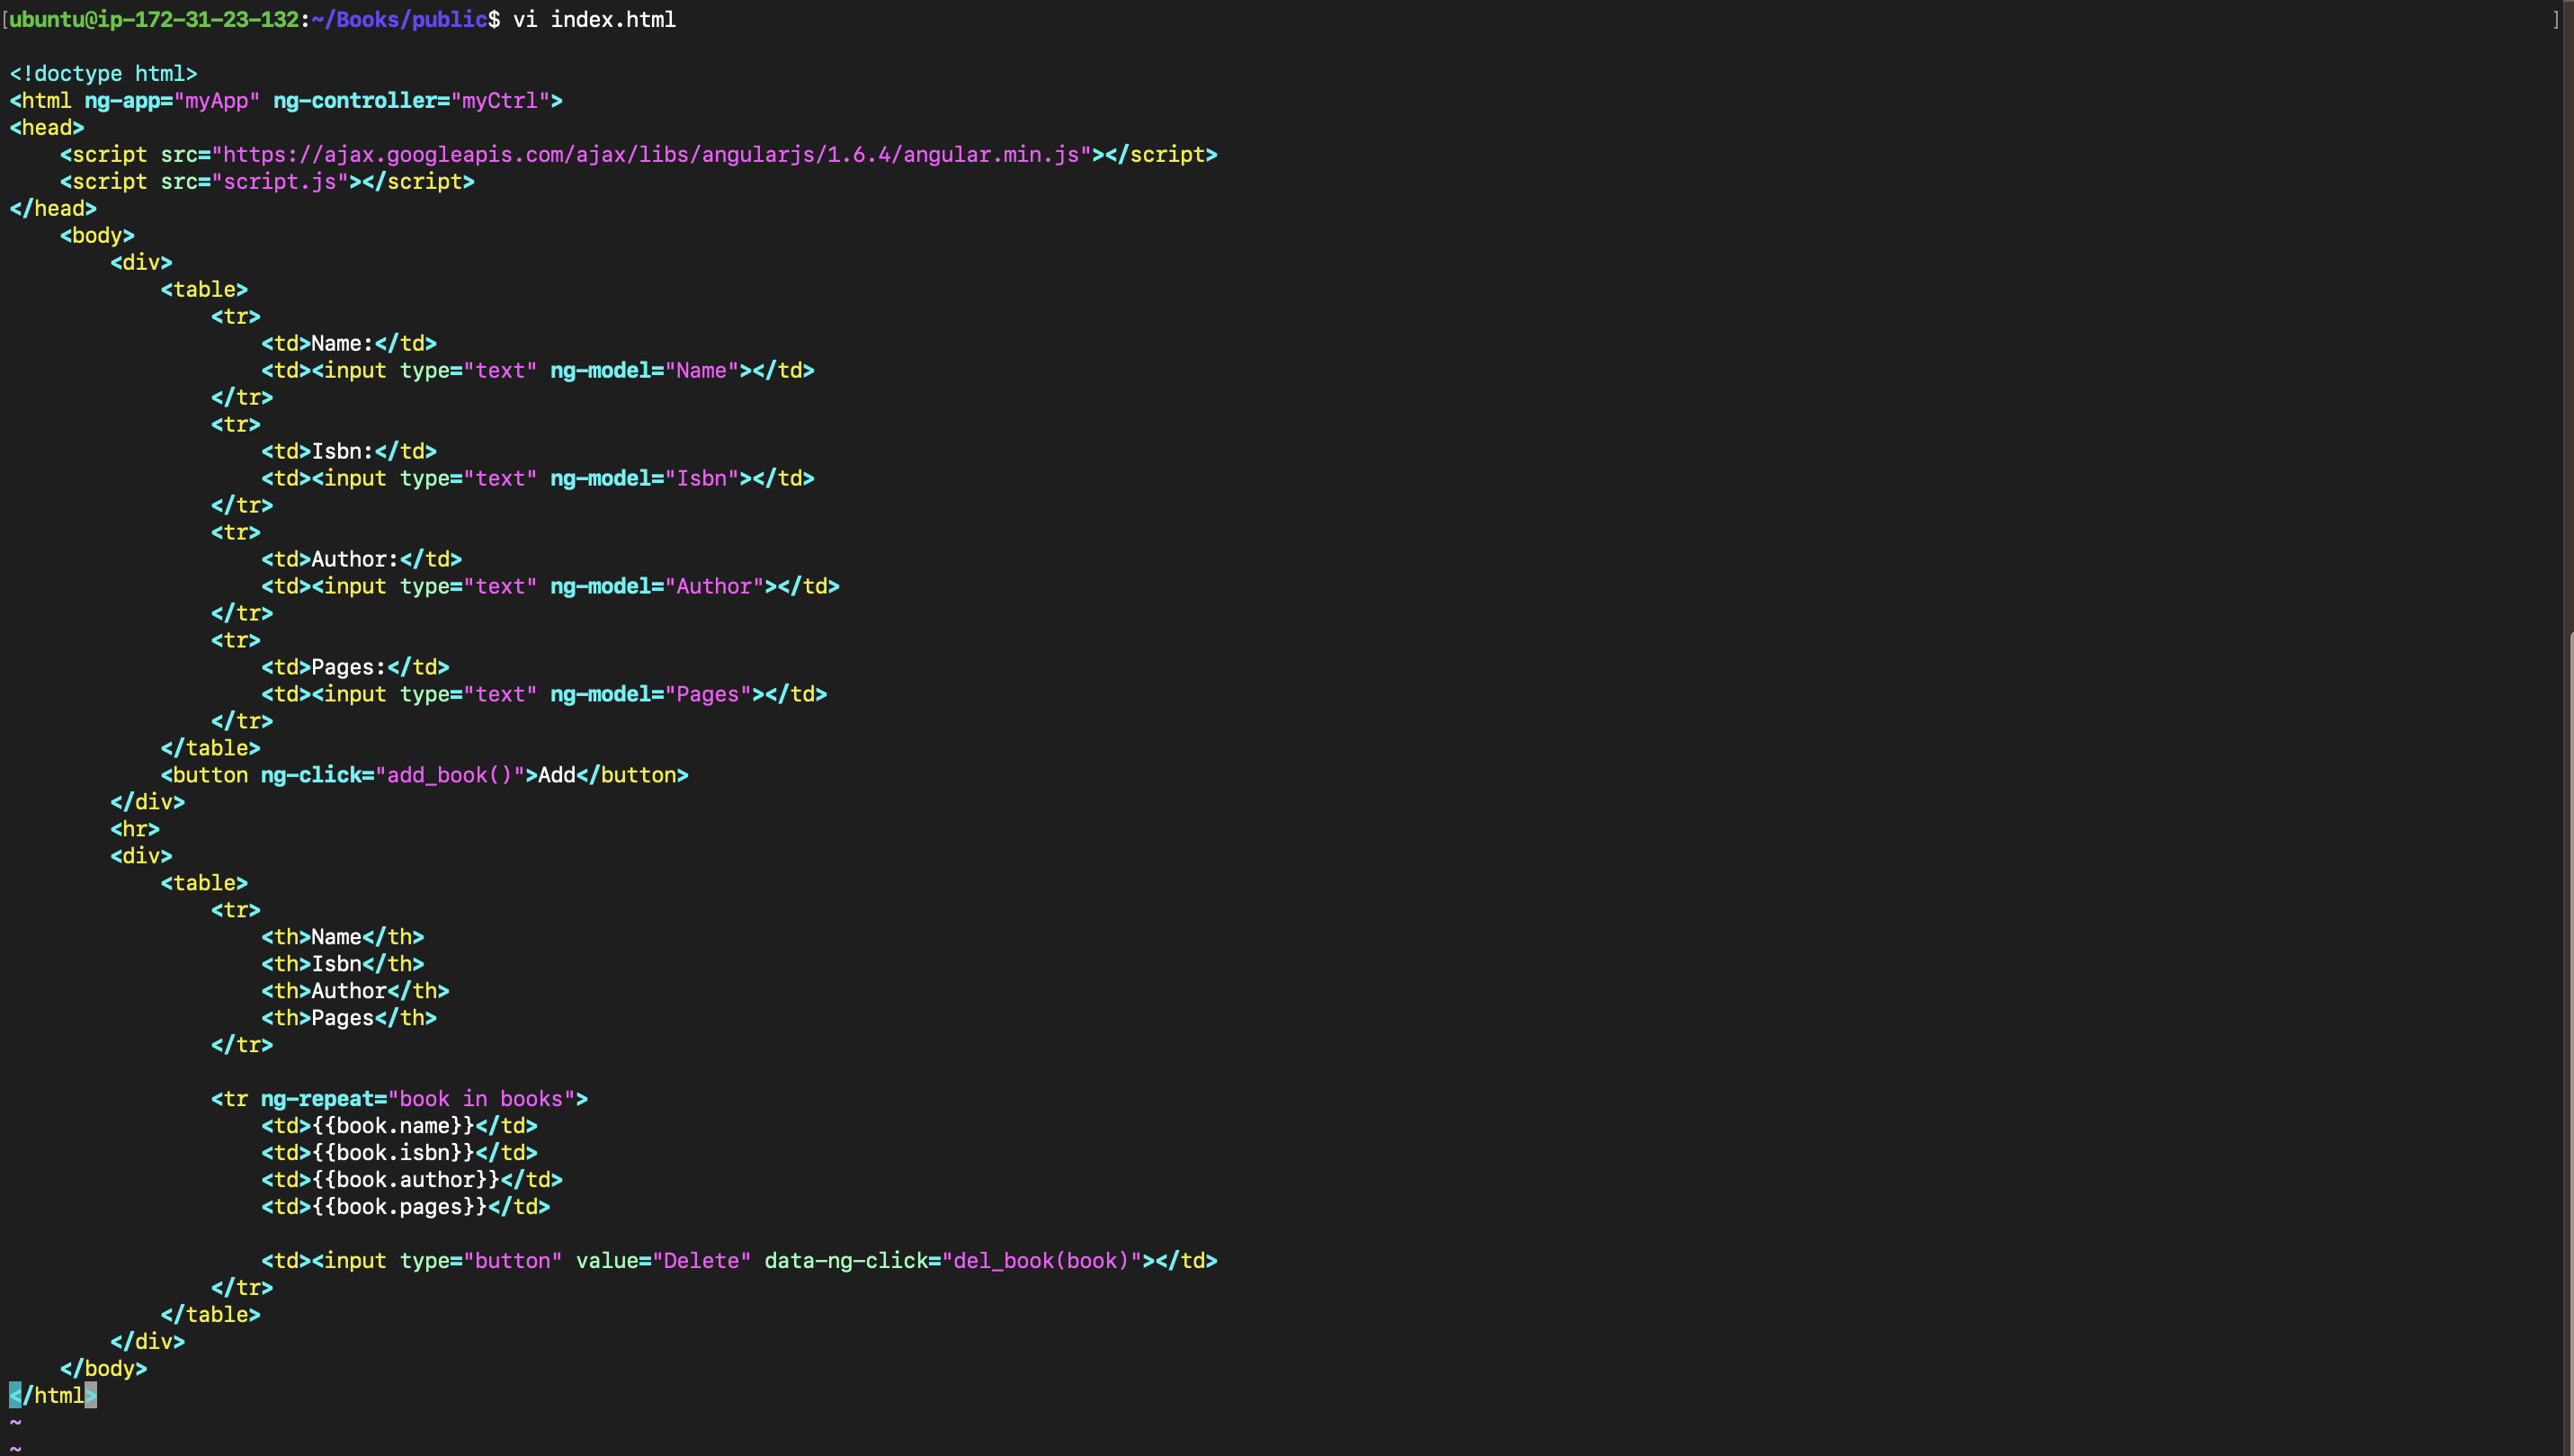 [ubuntu@ip-172-31-23-132:~/Books/public$ vi index.html ]
<!doctype html>
<html ng-app="myApp" ng-controller="myCtrl">
<head>
    <script src="https://ajax.googleapis.com/ajax/libs/angularjs/1.6.4/angular.min.js"></script>
    <script src="script.js"></script>
</head>
    <body>
        <div>
            <table>
                <tr>
                    <td>Name:</td>
                    <td><input type="text" ng-model="Name"></td>
                </tr>
                <tr>
                    <td>Isbn:</td>
                    <td><input type="text" ng-model="Isbn"></td>
                </tr>
                <tr>
                    <td>Author:</td>
                    <td><input type="text" ng-model="Author"></td>
                </tr>
                <tr>
                    <td>Pages:</td>
                    <td><input type="text" ng-model="Pages"></td>
                </tr>
            </table>
            <button ng-click="add_book()">Add</button>
        </div>
        <hr>
        <div>
            <table>
                <tr>
                    <th>Name</th>
                    <th>Isbn</th>
                    <th>Author</th>
                    <th>Pages</th>
                </tr>

                <tr ng-repeat="book in books">
                    <td>{{book.name}}</td>
                    <td>{{book.isbn}}</td>
                    <td>{{book.author}}</td>
                    <td>{{book.pages}}</td>

                    <td><input type="button" value="Delete" data-ng-click="del_book(book)"></td>
                </tr>
            </table>
        </div>
    </body>
</html>
~
~